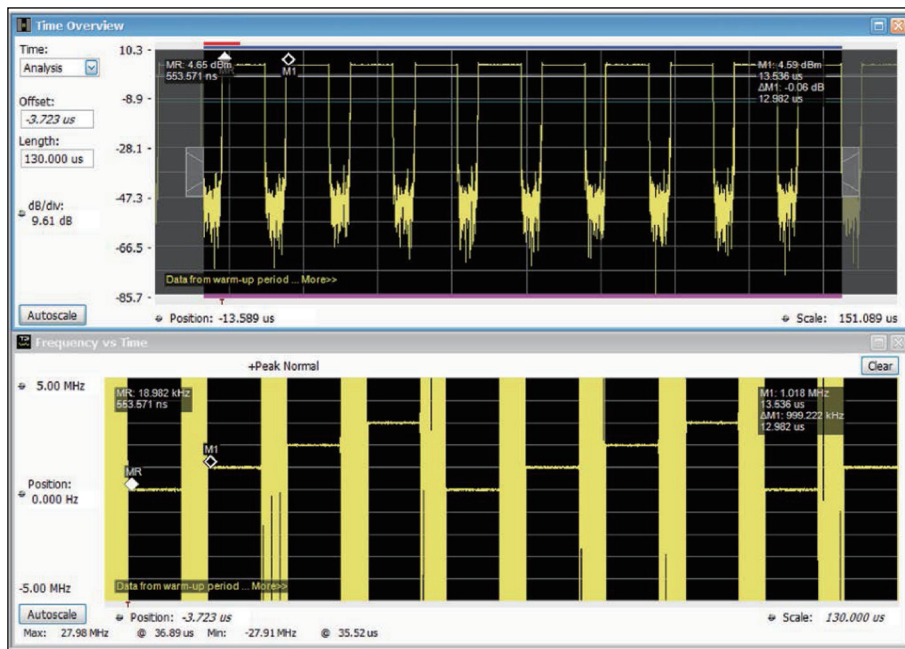 Time Overview
Time:
Analysis
Offset:
-3.723 us
Length:
130.000 us
dB/div:
9.61 dB
Autoscale
10.3
-8.9
-28.1
-47.3
-66.5
-85.7
MR: 4.65 dBm
553.571 ns
MR
M1
M1: 4.59 dBm
13.536 us
ΔM1: -0.06 dB
12.982 us
Data from warm-up period ... More>>
T
Position: -13.589 us
Scale: 151.089 us
Frequency vs Time
+Peak Normal
Clear
5.00 MHz
Position:
0.000 Hz
-5.00 MHz
Autoscale
MR: 18.982 kHz
553.571 ns
MR
M1
M1: 1.018 MHz
13.536 us
ΔM1: 999.222 kHz
12.982 us
Data from warm-up period ... More>>
T
Position: -3.723 us
Scale: 130.000 us
Max: 27.98 MHz @ 36.89 us Min: -27.91 MHz @ 35.52 us